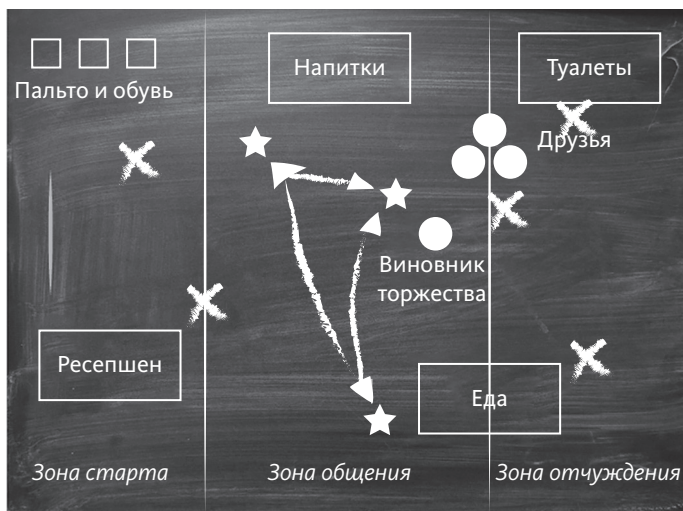 Пальто и обувь
Напитки
Туалеты
Друзья
Виновник
торжества
Ресепшен
Еда
Зона старта
Зона общения
Зона отчуждения